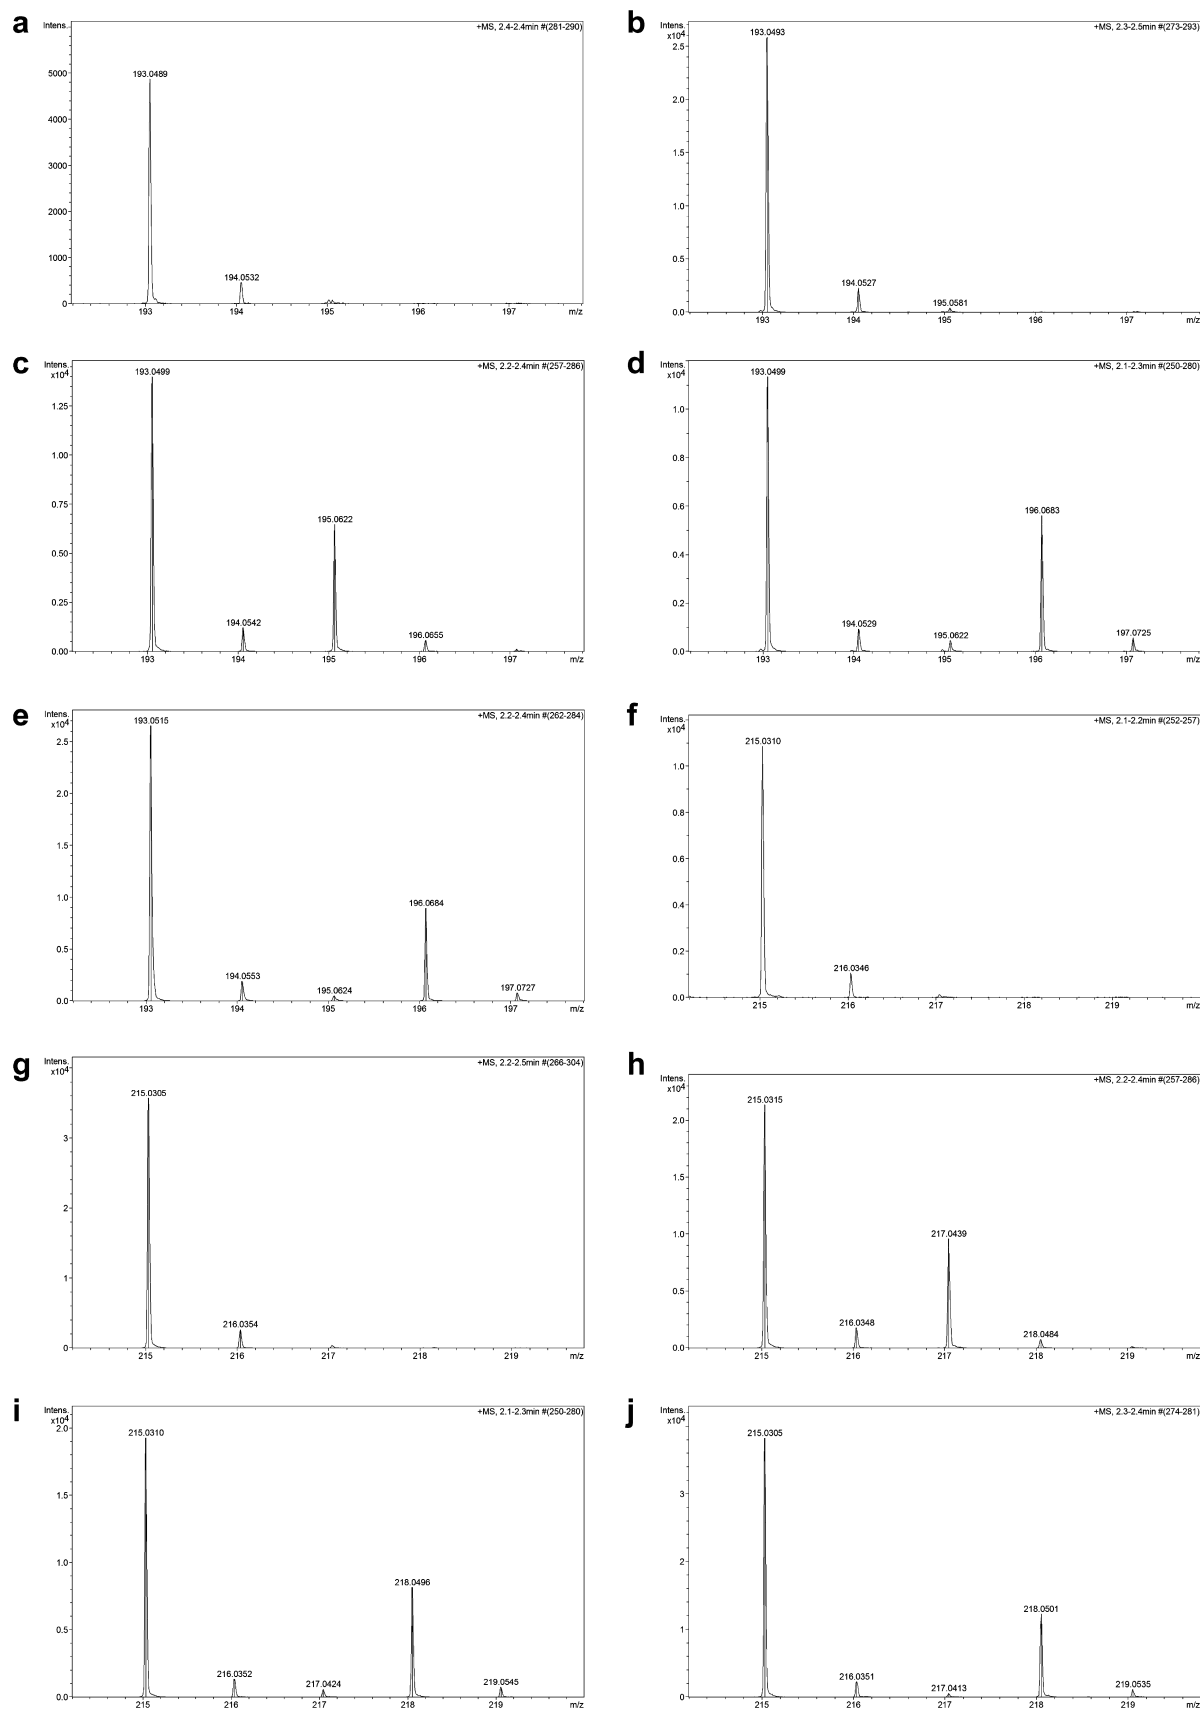 a
Intens.
+MS, 2.4-2.4min #(281-290)
193.0489
5000
4000
3000
2000
194.0532
1000
0
193 194 195 196 197 m/z
b
Intens.
x10^4
+MS, 2.3-2.5min #(273-293)
193.0493
2.5
2.0
1.5
1.0
0.5
194.0527
195.0581
0.0
193 194 195 196 197 m/z
c
Intens.
x10^4
+MS, 2.2-2.4min #(257-286)
193.0499
1.25
1.00
0.75
195.0622
0.50
0.25
194.0542
196.0655
0.00
193 194 195 196 197 m/z
d
Intens.
x10^4
+MS, 2.1-2.3min #(250-280)
193.0499
1.0
0.8
0.6
196.0683
0.4
0.2
194.0529
195.0622
197.0725
0.0
193 194 195 196 197 m/z
e
Intens.
x10^4
+MS, 2.2-2.4min #(262-284)
193.0515
2.5
2.0
1.5
1.0
196.0684
0.5
194.0553
195.0624
197.0727
0.0
193 194 195 196 197 m/z
f
Intens.
x10^4
+MS, 2.1-2.2min #(252-257)
215.0310
1.0
0.8
0.6
0.4
0.2
216.0346
0.0
215 216 217 218 219 m/z
g
Intens.
x10^4
+MS, 2.2-2.5min #(266-304)
215.0305
3
2
1
216.0354
0
215 216 217 218 219 m/z
h
Intens.
x10^4
+MS, 2.2-2.4min #(257-286)
215.0315
2.0
1.5
1.0
217.0439
0.5
216.0348
218.0484
0.0
215 216 217 218 219 m/z
i
Intens.
x10^4
+MS, 2.1-2.3min #(250-280)
2.0
215.0310
1.5
1.0
218.0496
0.5
216.0352
217.0424
219.0545
0.0
215 216 217 218 219 m/z
j
Intens.
x10^4
+MS, 2.3-2.4min #(274-281)
215.0305
3
2
218.0501
1
216.0351
217.0413
219.0535
0
215 216 217 218 219 m/z